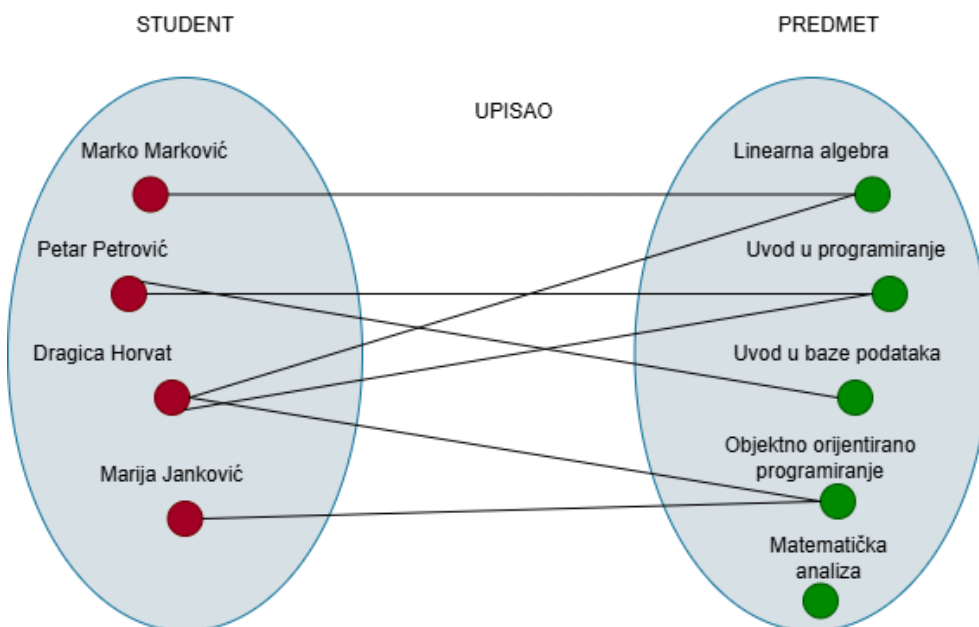 STUDENT
PREDMET
UPISAO
Marko Marković
Linearna algebra
Petar Petrović
Uvod u programiranje
Dragica Horvat
Uvod u baze podataka
Marija Janković
Objektno orijentirano
programiranje
Matematička
analiza